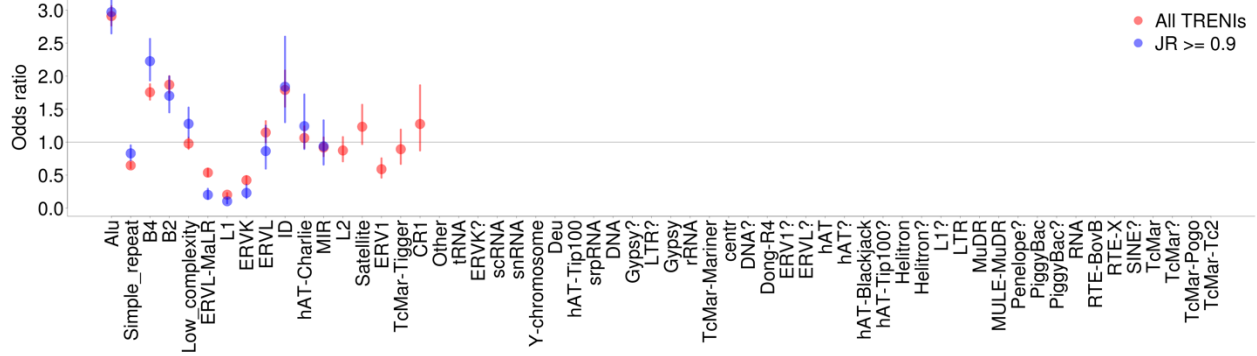 3.0
2.5
2.0
1.5
1.0
0.5
0.0
Odds ratio
All TRENIs
JR >= 0.9
Alu
Simple_repeat
B4
B2
Low_complexity
ERVL-MaLR
L1
ERVK
ERVL
ID
hAT-Charlie
MIR
L2
Satellite
ERV1
TcMar-Tigger
CR1
Other
tRNA
ERVK?
scRNA
snRNA
Y-chromosome
Deu
hAT-Tip100
srpRNA
DNA
Gypsy?
LTR?
Gypsy
rRNA
TcMar-Mariner
centr
DNA?
Dong-R4
ERV1?
ERVL?
hAT
hAT?
hAT-Blackjack
hAT-Tip100?
Helitron
Helitron?
L1?
LTR
MuDR
MULE-MuDR
Penelope?
PiggyBac
PiggyBac?
RNA
RTE-BovB
RTE-X
SINE?
TcMar
TcMar?
TcMar-Pogo
TcMar-Tc2